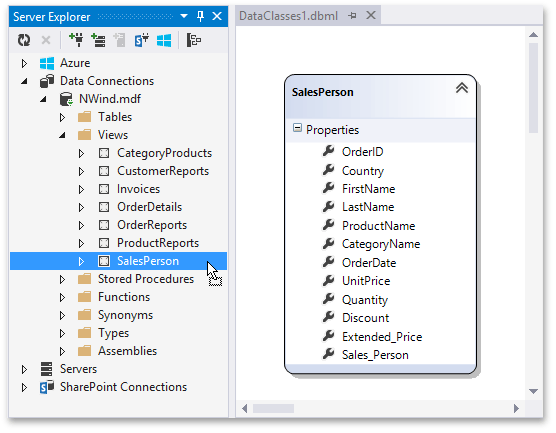 Server Explorer
Azure
Data Connections
NWind.mdf
Tables
Views
CategoryProducts
CustomerReports
Invoices
OrderDetails
OrderReports
ProductReports
SalesPerson
Stored Procedures
Functions
Synonyms
Types
Assemblies
Servers
SharePoint Connections
DataClasses1.dbml
SalesPerson
Properties
OrderID
Country
FirstName
LastName
ProductName
CategoryName
OrderDate
UnitPrice
Quantity
Discount
Extended_Price
Sales_Person